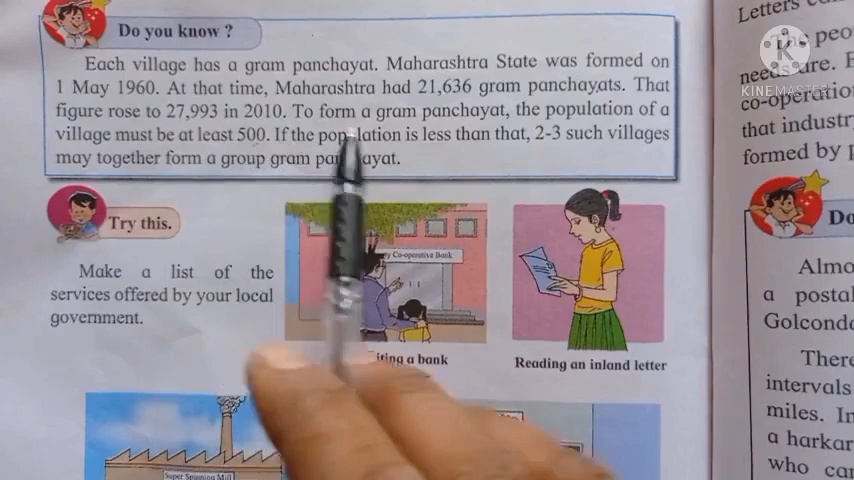 Do you know ?
Each village has a gram panchayat. Maharashtra State was formed on
1 May 1960. At that time, Maharashtra had 21,636 gram panchayats. That
figure rose to 27,993 in 2010. To form a gram panchayat, the population of a
village must be at least 500. If the population is less than that, 2-3 such villages
may together form a group gram panchayat.
Try this.
Make a list of the
services offered by your local
government.
Co-operative Bank
a bank
Reading an inland letter
Super Spinning Mill
Letters
The
needs are.
co-operation
that industry
formed by
KINEMASTER
Do
a postal
Golconda
There
intervals
miles. In
a harkar
who